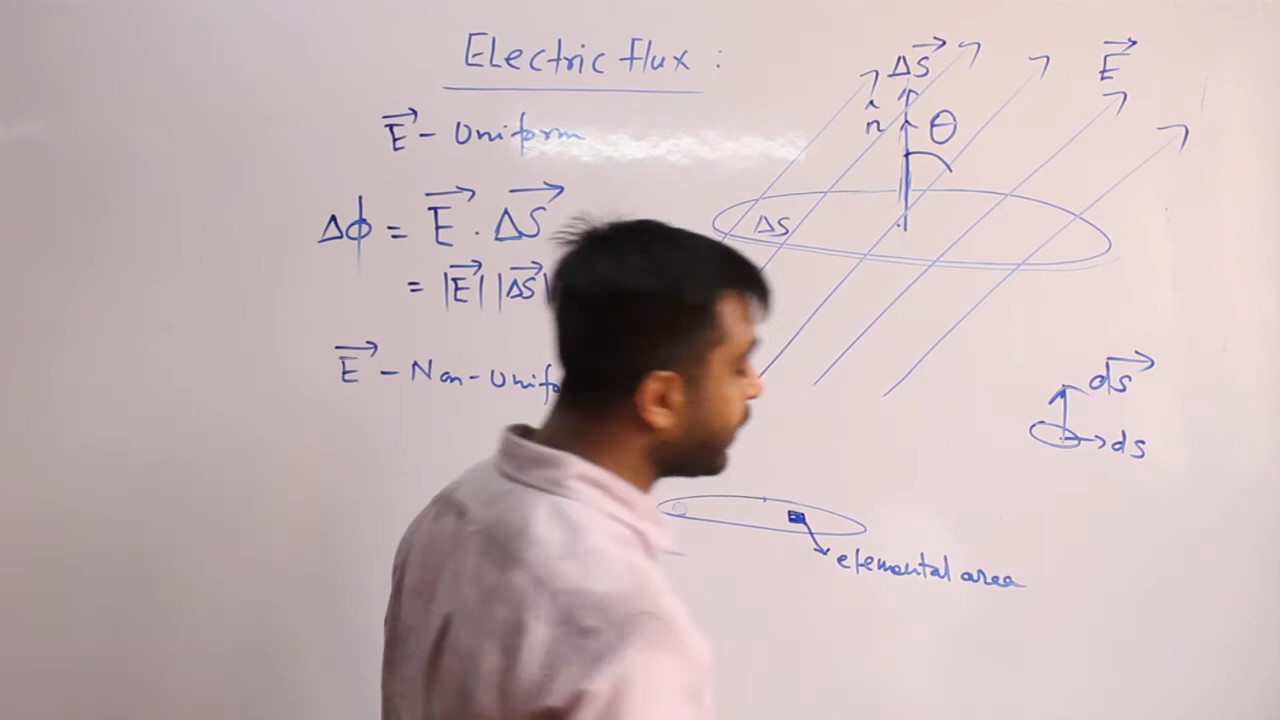 Electric flux :
E⃗ - Uniform
Δϕ = E⃗ . ΔS⃗
= |E⃗| |ΔS⃗|
E⃗ - Non-Unifo
ΔS⃗
E⃗
n̂
θ
ΔS
dS⃗
ds
elemental area